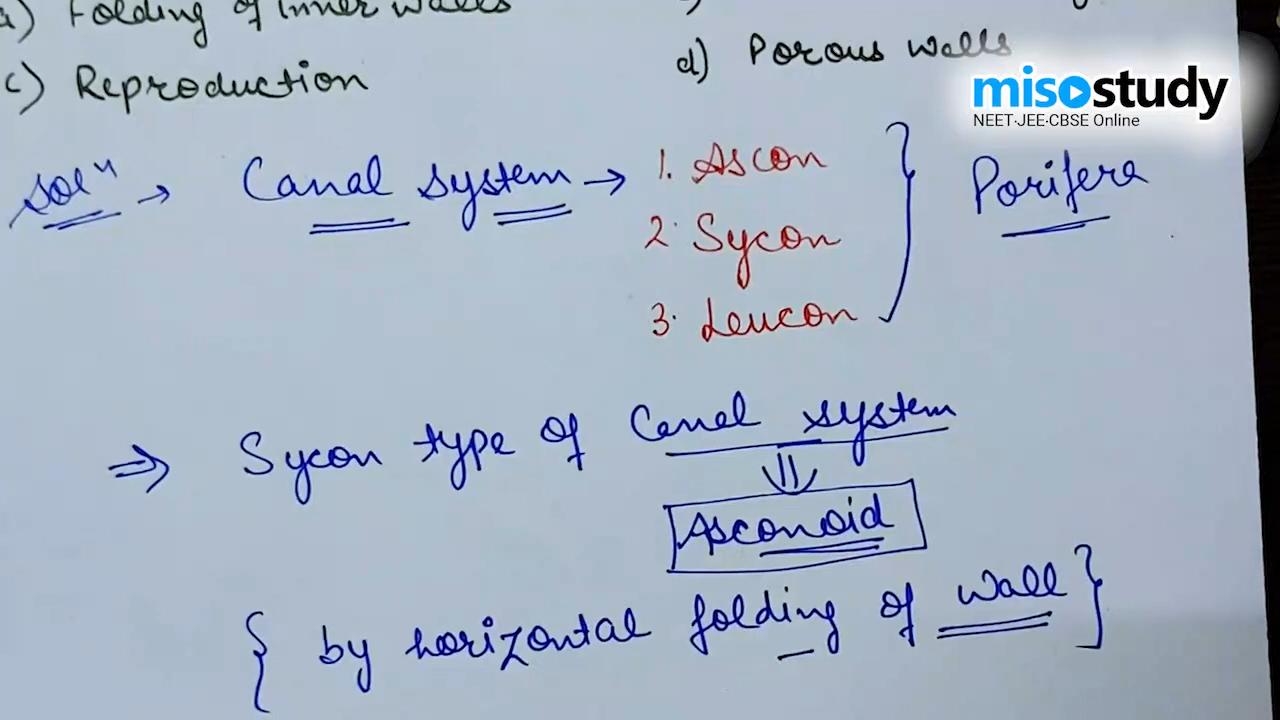 a) Folding of inner walls
c) Reproduction
d) Porous walls
misostudy
NEET-JEE-CBSE Online
Solⁿ → Canal system → 1. Ascon
2. Sycon
3. Leucon
Porifera
⇒ Sycon type of Canal system
Asconoid
{ by horizontal folding of wall }